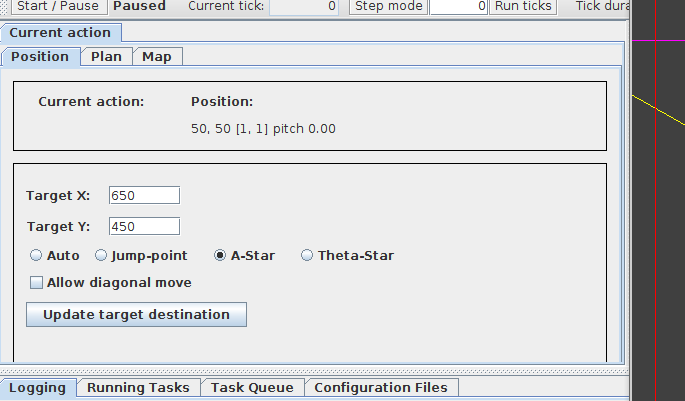 Start / Pause Paused Current tick: 0 Step mode 0 Run ticks Tick dura
Current action
Position Plan Map
Current action: Position:
50, 50 [1, 1] pitch 0.00
Target X: 650
Target Y: 450
Auto Jump-point A-Star Theta-Star
Allow diagonal move
Update target destination
Logging Running Tasks Task Queue Configuration Files